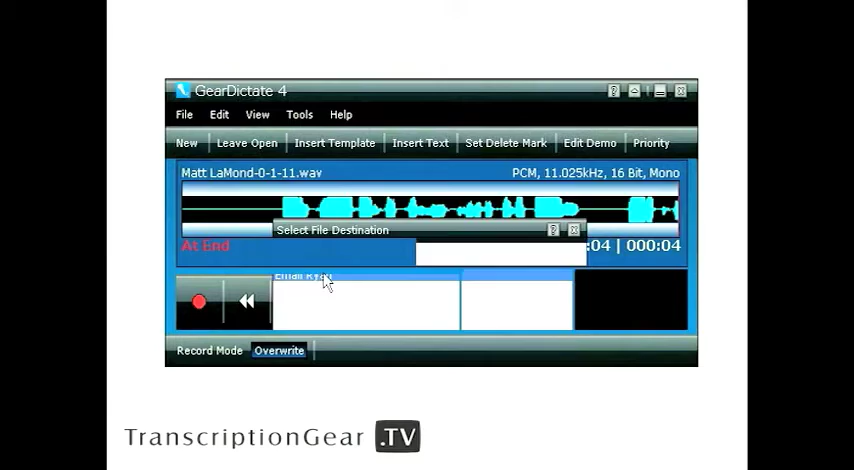 GearDictate 4
File Edit View Tools Help
New Leave Open Insert Template Insert Text Set Delete Mark Edit Demo Priority
Matt LaMond-0-1-11.wav PCM, 11.025kHz, 16 Bit, Mono
Select File Destination
At End :04 | 000:04
Email Ryan
Record Mode Overwrite
TranscriptionGear .TV